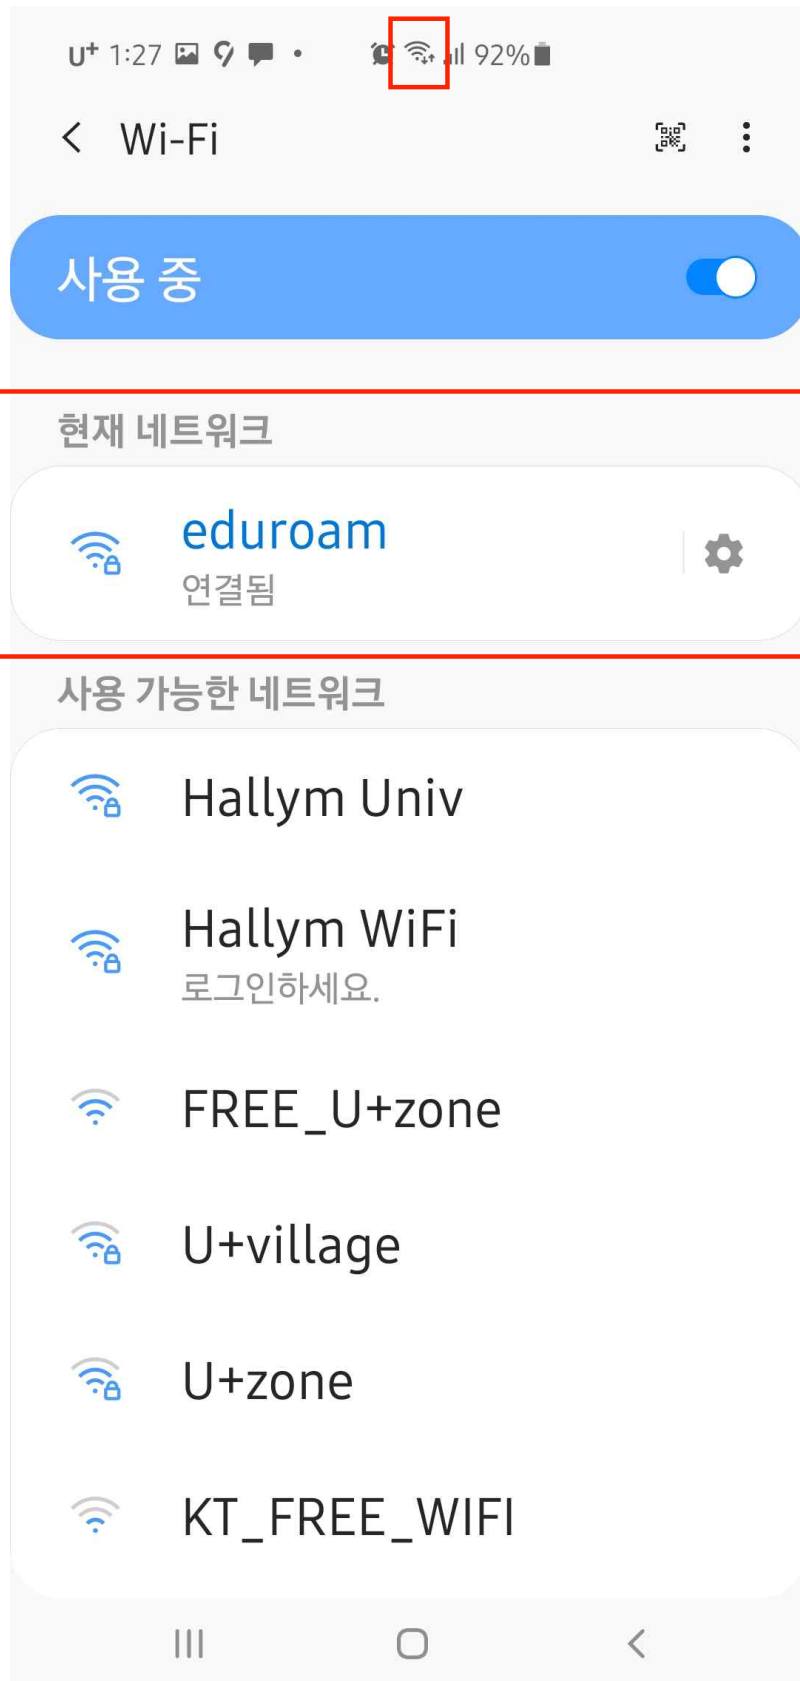 U+ 1:27 92%
Wi-Fi
사용 중
현재 네트워크
eduroam
연결됨
사용 가능한 네트워크
Hallym Univ
Hallym WiFi
로그인하세요.
FREE_U+zone
U+village
U+zone
KT_FREE_WIFI